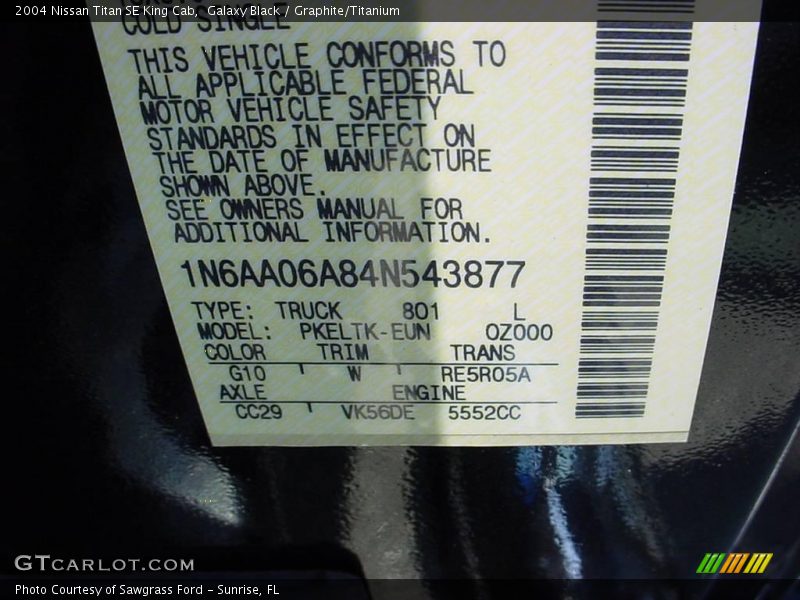 2004 Nissan Titan SE King Cab, Galaxy Black / Graphite/Titanium
COLD SINGLE
THIS VEHICLE CONFORMS TO
ALL APPLICABLE FEDERAL
MOTOR VEHICLE SAFETY
STANDARDS IN EFFECT ON
THE DATE OF MANUFACTURE
SHOWN ABOVE.
SEE OWNERS MANUAL FOR
ADDITIONAL INFORMATION.
1N6AA06A84N543877
TYPE: TRUCK 801 L
MODEL: PKELTK-EUN 0Z000
COLOR TRIM TRANS
G10 W RE5R05A
AXLE ENGINE
CC29 VK56DE 5552CC
GTCARLOT.COM
Photo Courtesy of Sawgrass Ford - Sunrise, FL